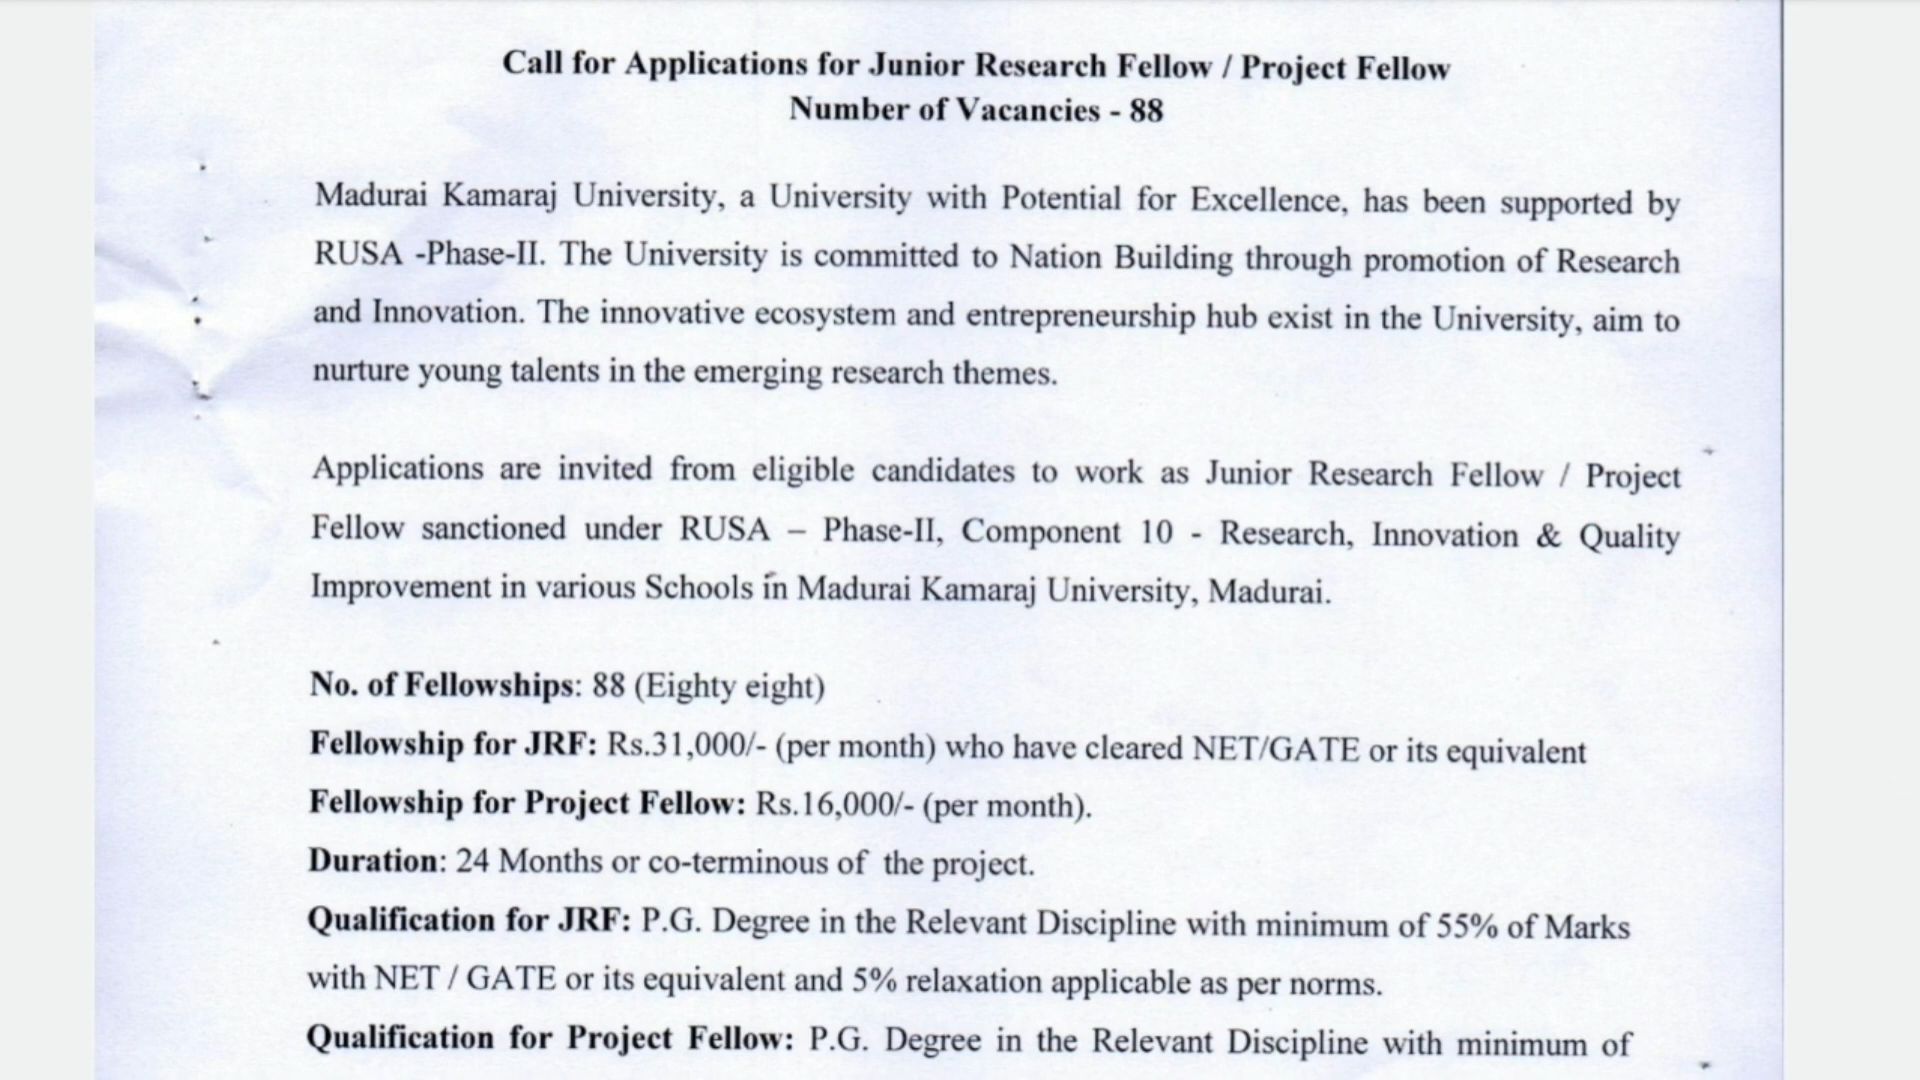 Call for Applications for Junior Research Fellow / Project Fellow
Number of Vacancies - 88
Madurai Kamaraj University, a University with Potential for Excellence, has been supported by
RUSA -Phase-II. The University is committed to Nation Building through promotion of Research
and Innovation. The innovative ecosystem and entrepreneurship hub exist in the University, aim to
nurture young talents in the emerging research themes.
Applications are invited from eligible candidates to work as Junior Research Fellow / Project
Fellow sanctioned under RUSA – Phase-II, Component 10 - Research, Innovation & Quality
Improvement in various Schools in Madurai Kamaraj University, Madurai.
No. of Fellowships: 88 (Eighty eight)
Fellowship for JRF: Rs.31,000/- (per month) who have cleared NET/GATE or its equivalent
Fellowship for Project Fellow: Rs.16,000/- (per month).
Duration: 24 Months or co-terminous of the project.
Qualification for JRF: P.G. Degree in the Relevant Discipline with minimum of 55% of Marks
with NET / GATE or its equivalent and 5% relaxation applicable as per norms.
Qualification for Project Fellow: P.G. Degree in the Relevant Discipline with minimum of